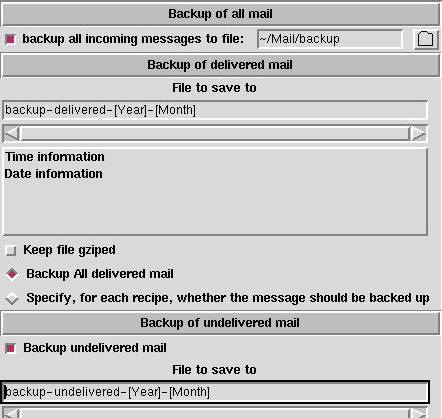 Backup of all mail
backup all incoming messages to file: ~/Mail/backup
Backup of delivered mail
File to save to
backup-delivered-[Year]-[Month]
Time information
Date information
Keep file gziped
Backup All delivered mail
Specify, for each recipe, whether the message should be backed up
Backup of undelivered mail
Backup undelivered mail
File to save to
backup-undelivered-[Year]-[Month]